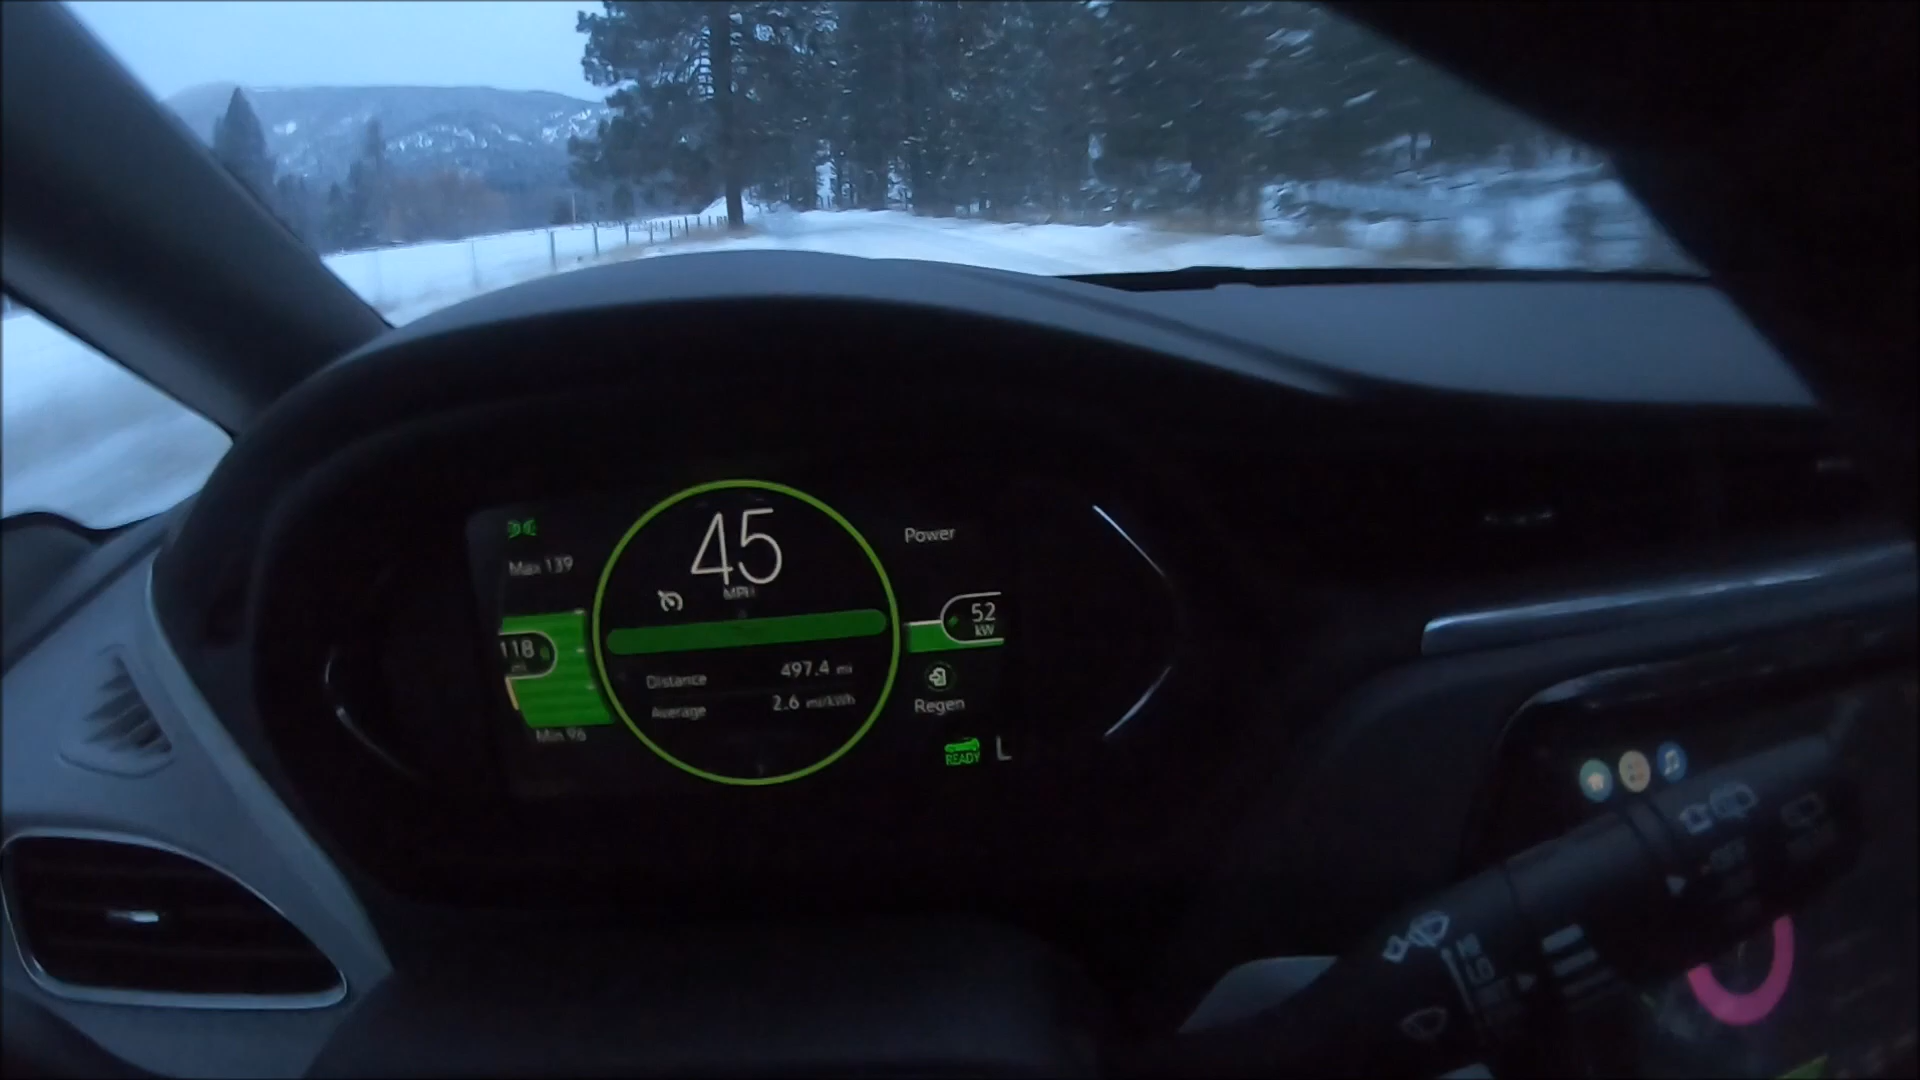 Max 139
118
mi
Min 96
45
MPH
Distance 497.4 mi
Average 2.6 mi/kWh
Power
52
kW
Regen
READY L